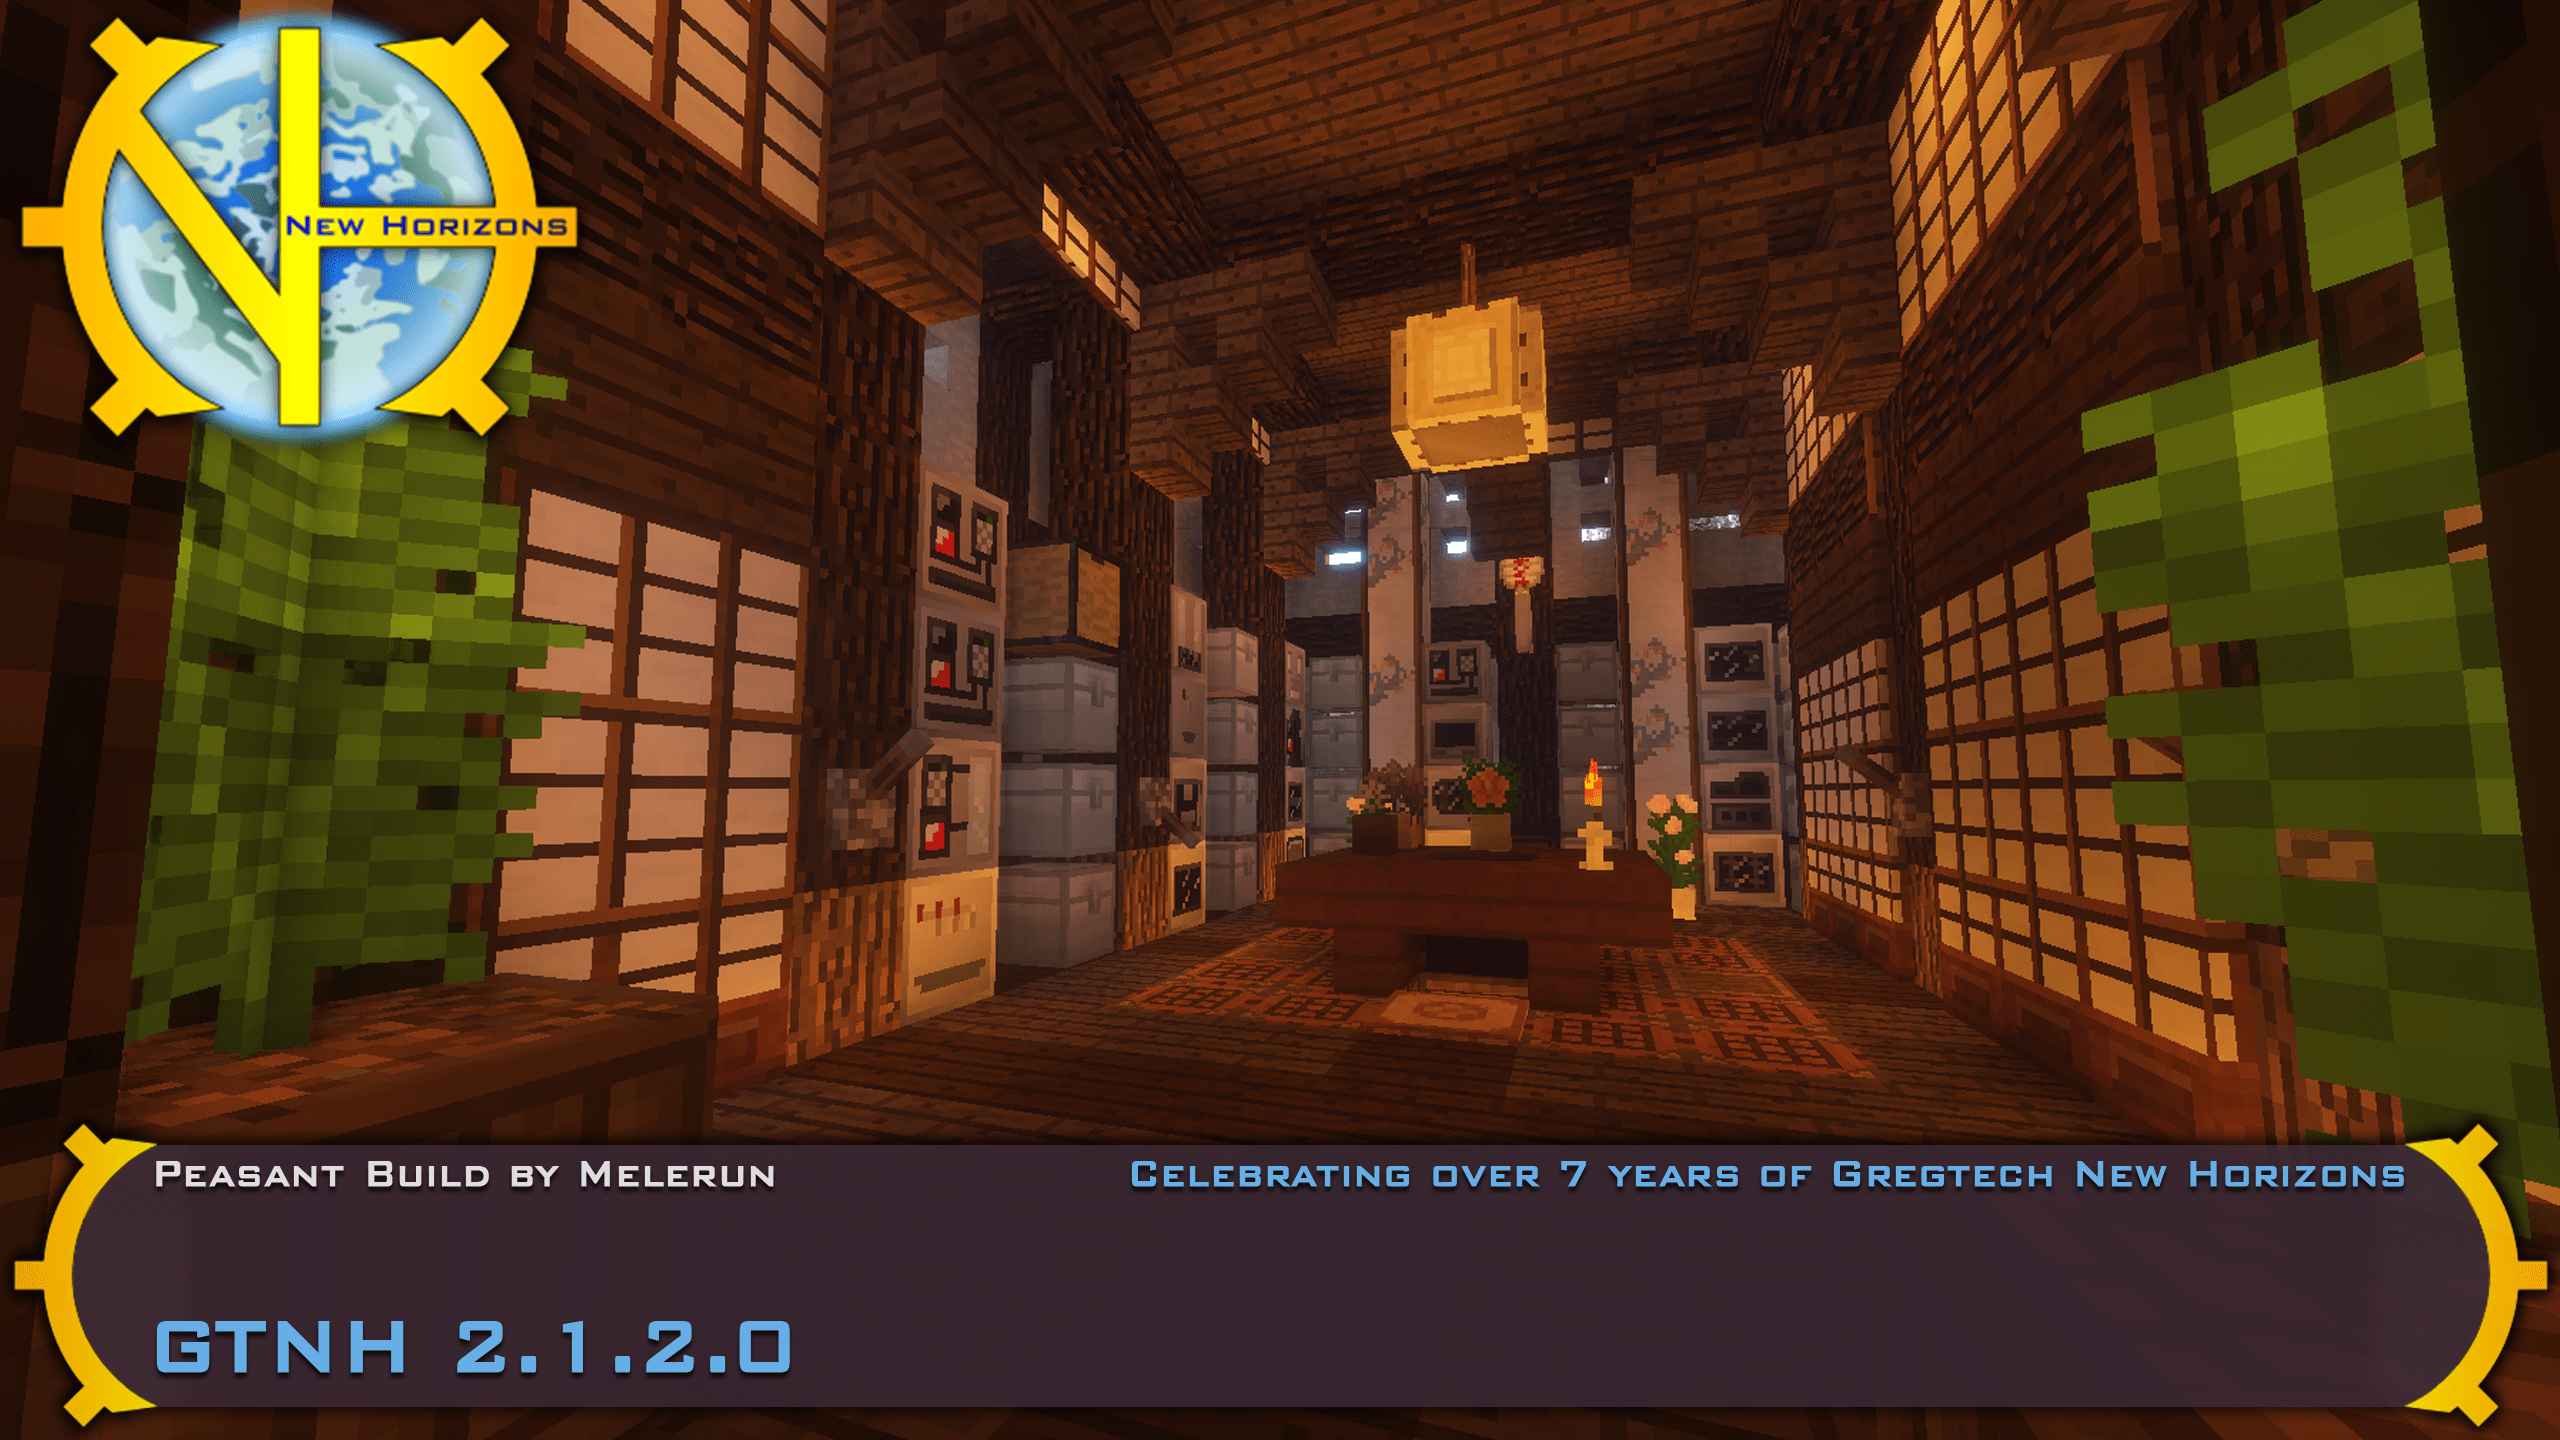 New Horizons
Peasant Build by Melerun
Celebrating over 7 years of Gregtech New Horizons
GTNH 2.1.2.0